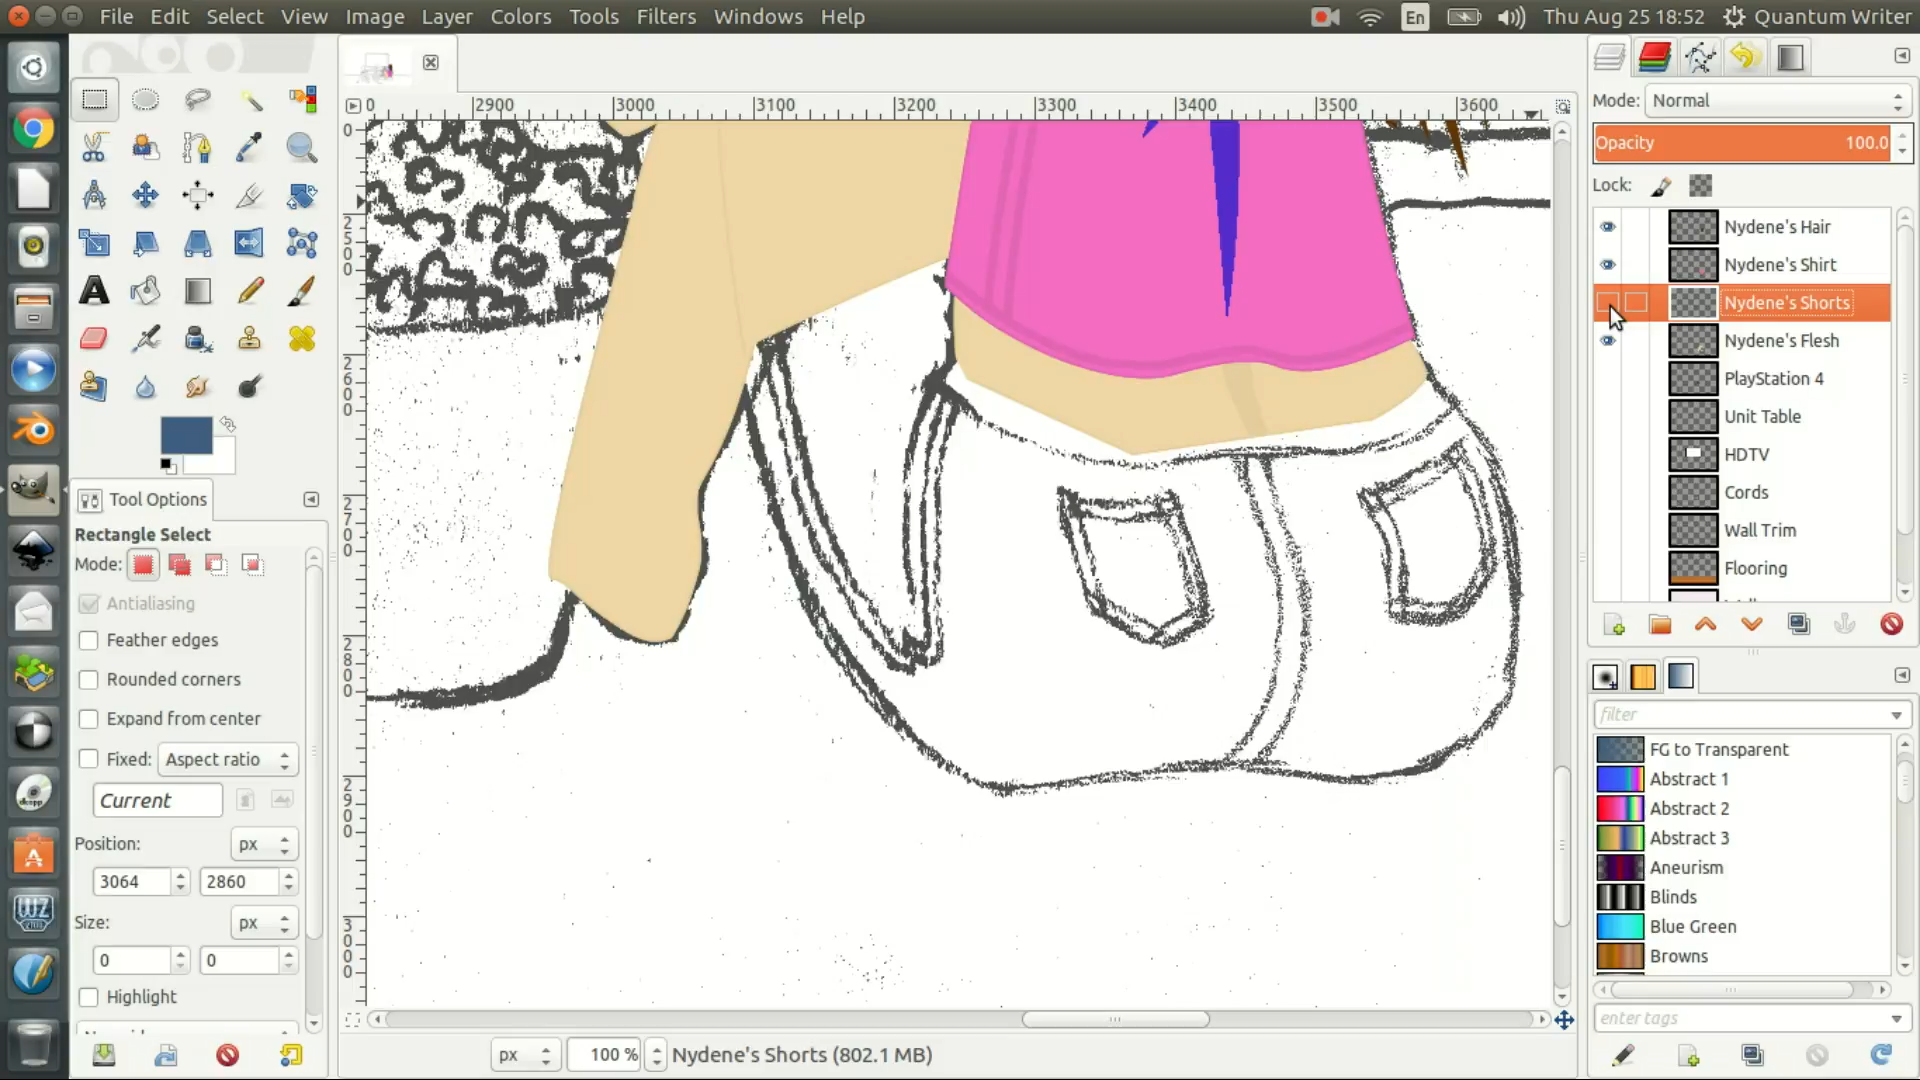 File Edit Select View Image Layer Colors Tools Filters Windows Help
En Thu Aug 25 18:52 Quantum Writer
0 2900 3000 3100 3200 3300 3400 3500 3600
Mode: Normal
Opacity 100.0
Lock:
Nydene's Hair
Nydene's Shirt
Nydene's Shorts
Nydene's Flesh
PlayStation 4
Unit Table
HDTV
Cords
Wall Trim
Flooring
Tool Options
Rectangle Select
Mode:
Antialiasing
Feather edges
Rounded corners
Expand from center
Fixed: Aspect ratio
Current
Position: px
3064 2860
Size: px
0 0
Highlight
filter
FG to Transparent
Abstract 1
Abstract 2
Abstract 3
Aneurism
Blinds
Blue Green
Browns
enter tags
px 100 % Nydene's Shorts (802.1 MB)